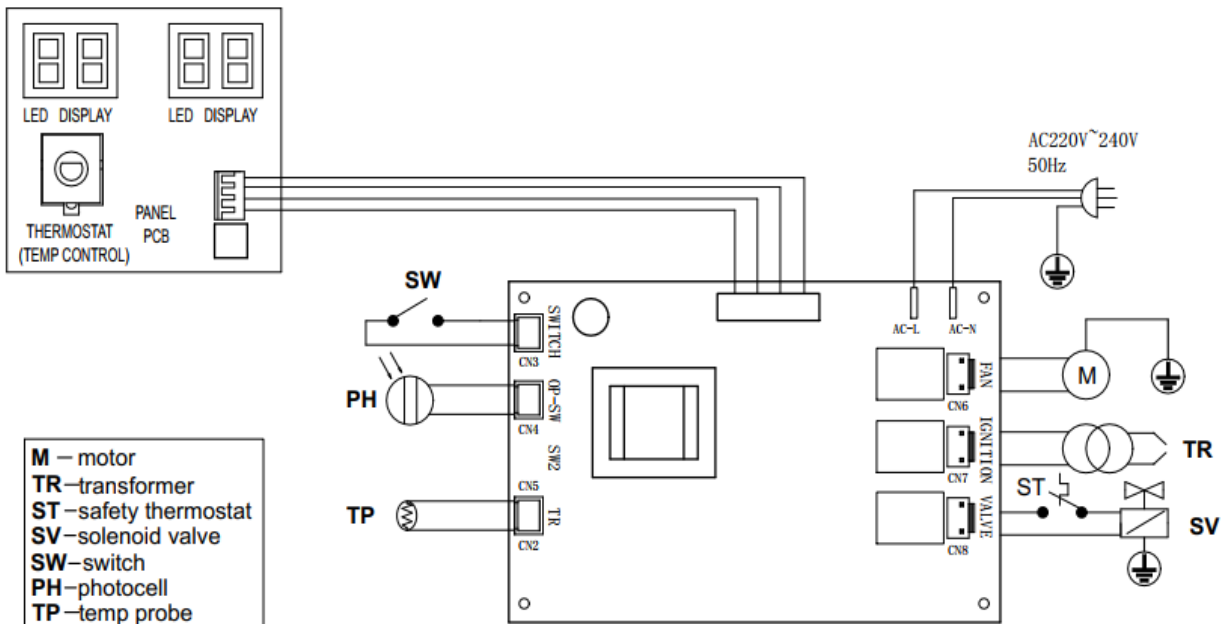 LED DISPLAY
LED DISPLAY
THERMOSTAT
(TEMP CONTROL)
PANEL
PCB
AC220V~240V
50Hz
SW
SWITCH
CN3
PH
OP-SW
CN4
SW2
CN5
TP
TR
CN2
AC-L
AC-N
FAN
CN6
M
IGNITION
CN7
TR
VALVE
CN8
ST
SV
M – motor
TR–transformer
ST –safety thermostat
SV–solenoid valve
SW–switch
PH–photocell
TP –temp probe